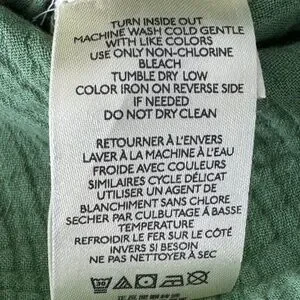 TURN INSIDE OUT
MACHINE WASH COLD GENTLE
WITH LIKE COLORS
USE ONLY NON-CHLORINE
BLEACH
TUMBLE DRY LOW
COLOR IRON ON REVERSE SIDE
IF NEEDED
DO NOT DRY CLEAN
RETOURNER À L'ENVERS
LAVER À LA MACHINE À L'EAU
FROIDE AVEC COULEURS
SIMILAIRES CYCLE DÉLICAT
UTILISER UN AGENT DE
BLANCHIMENT SANS CHLORE
SECHER PAR CULBUTAGE Á BASSE
TEMPERATURE
REFROIDIR LE FER SUR LE CÔTÉ
INVERS SI BESOIN
NE PAS NETTOYER À SEC
30